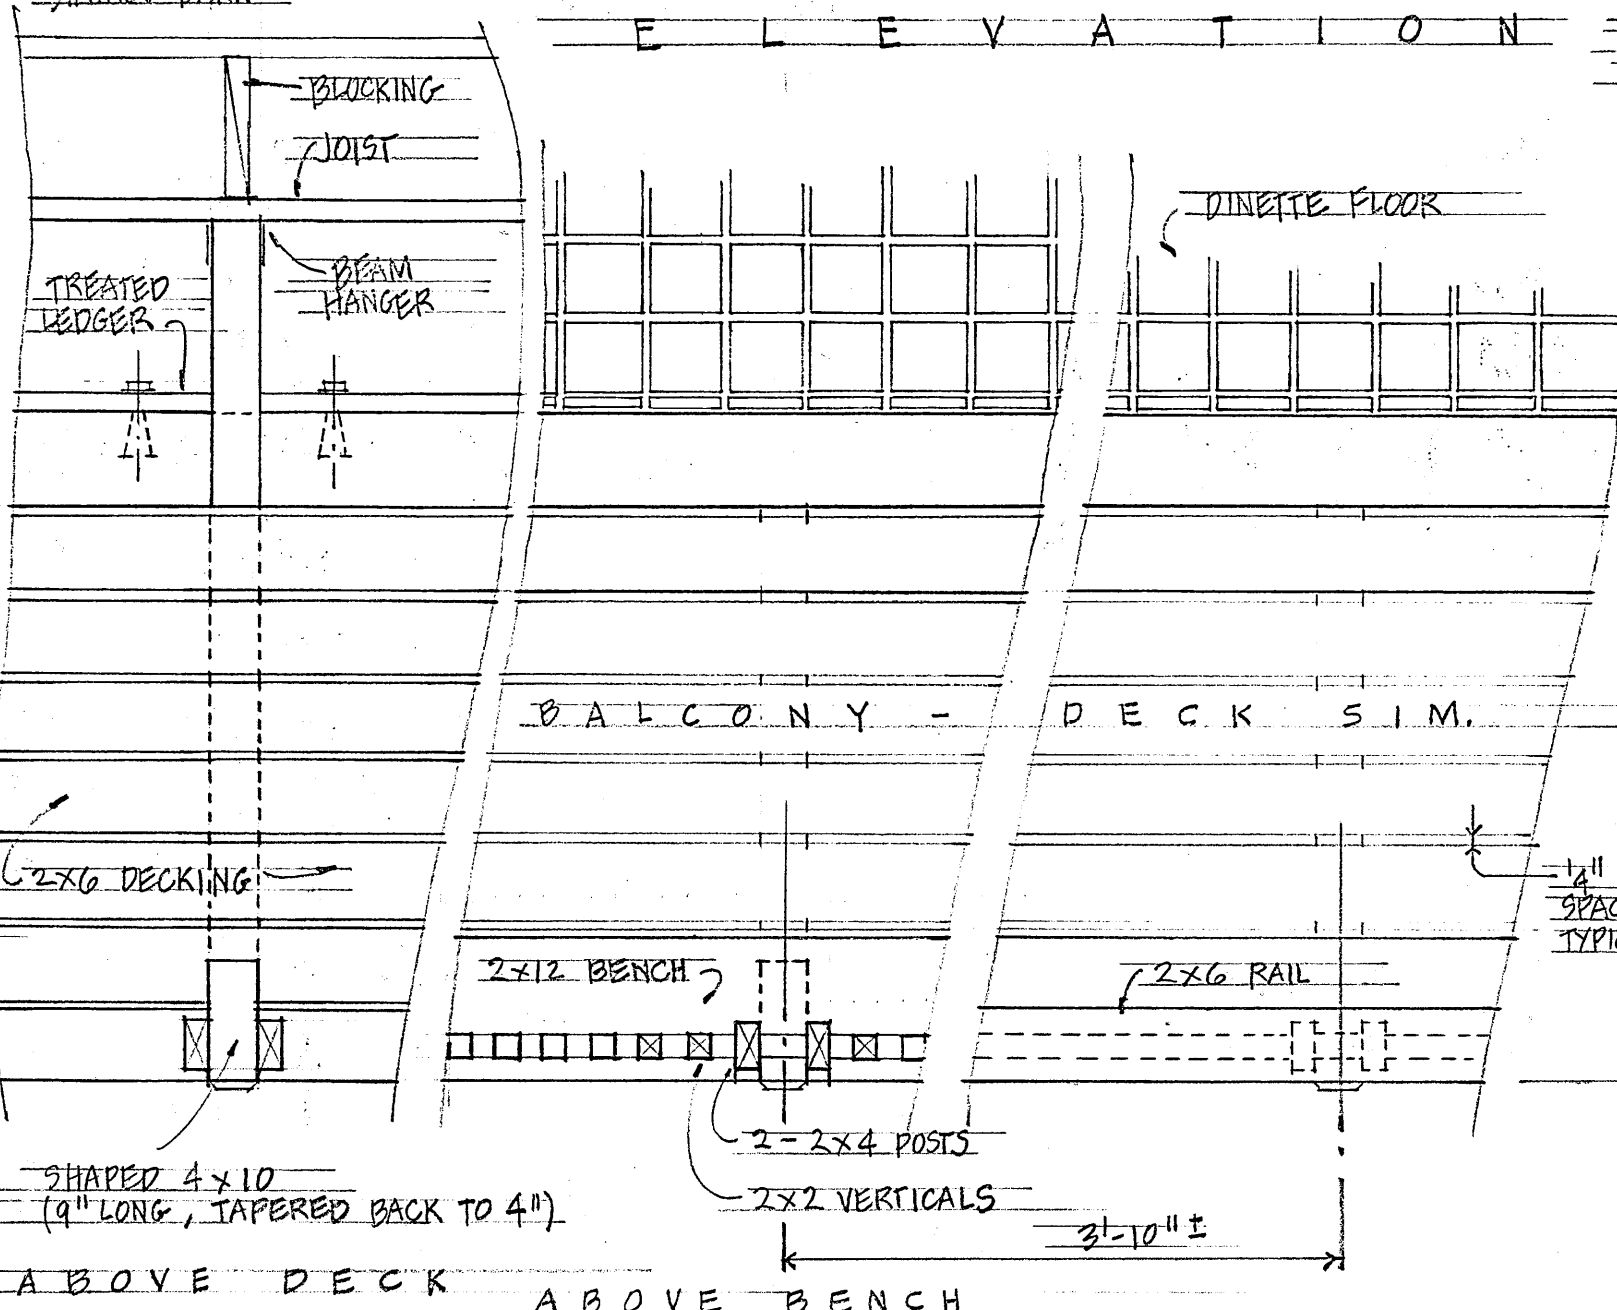 ELEVATION
BLOCKING
JOIST
DINETTE FLOOR
BEAM
HANGER
TREATED
LEDGER
BALCONY - DECK SIM.
2x6 DECKING
1/4"
2x12 BENCH
2x6 RAIL
2 - 2x4 POSTS
2x2 VERTICALS
SHAPED 4x10
(9" LONG, TAPERED BACK TO 4")
3'-10" ±
ABOVE DECK
ABOVE BENCH